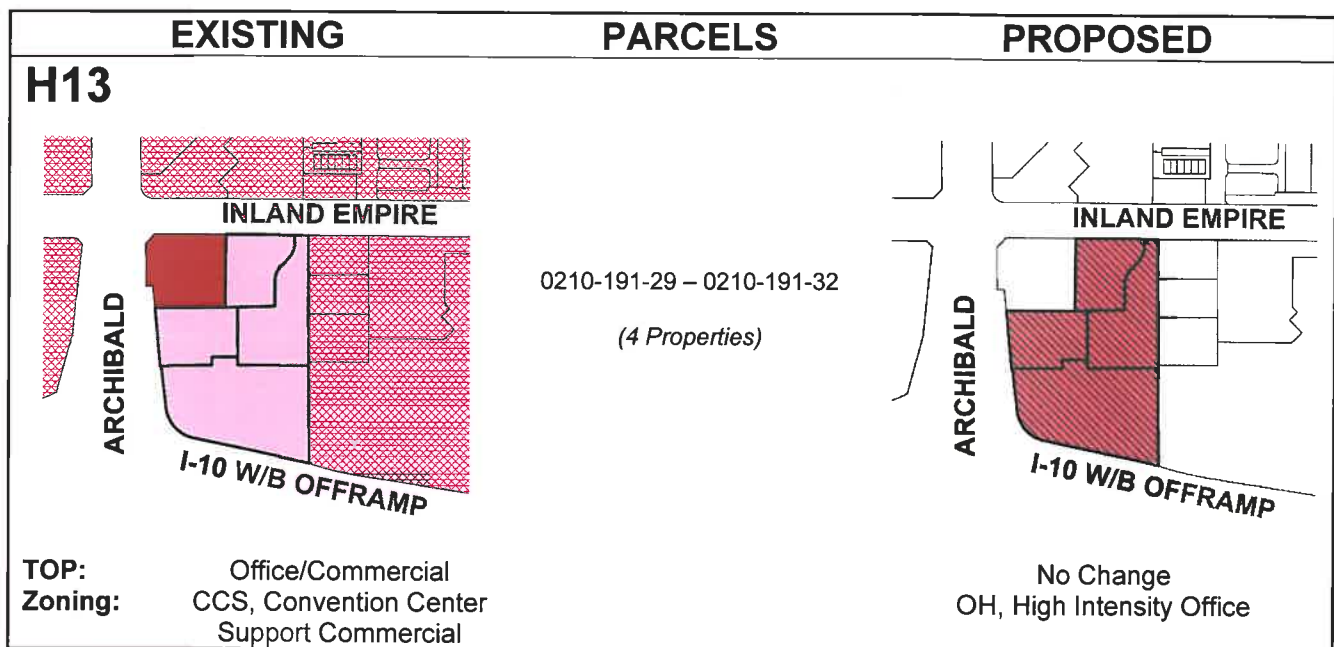 EXISTING PARCELS PROPOSED
H13
INLAND EMPIRE
ARCHIBALD
I-10 W/B OFFRAMP
0210-191-29 – 0210-191-32
(4 Properties)
INLAND EMPIRE
ARCHIBALD
I-10 W/B OFFRAMP
TOP: Office/Commercial
Zoning: CCS, Convention Center
Support Commercial
No Change
OH, High Intensity Office